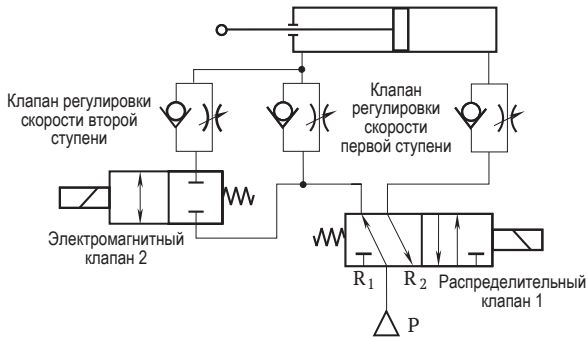 Клапан регулировки
скорости второй
ступени
Клапан
регулировки
скорости
первой ступени
Электромагнитный
клапан 2
R1
R2
Распределительный
клапан 1
P